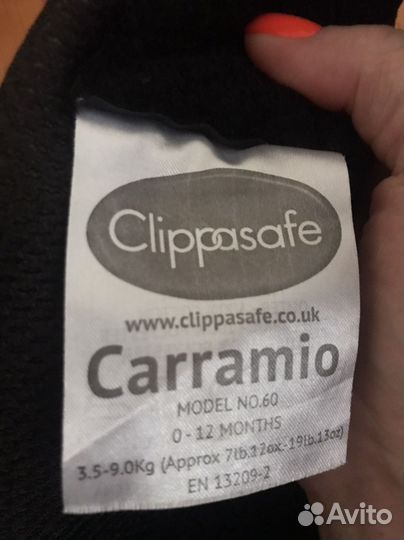 Clippasafe
www.clippasafe.co.uk
Carramio
MODEL NO.60
0 - 12 MONTHS
3.5-9.0Kg (Approx 7lb.12oz-19lb.13oz)
EN 13209-2
Avito